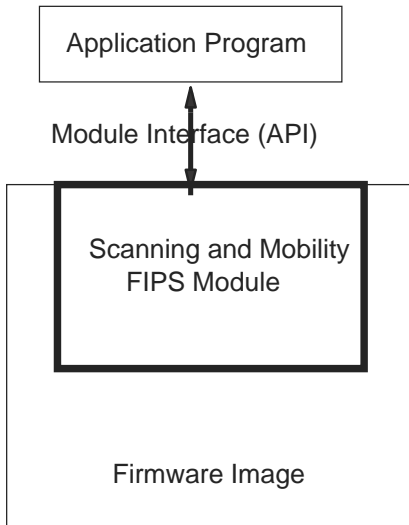 Application Program
Module Interface (API)
Scanning and Mobility
FIPS Module
Firmware Image